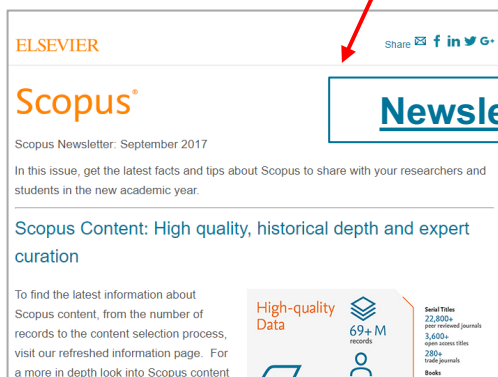 ELSEVIER
Share
Scopus®
Newsle
Scopus Newsletter: September 2017
In this issue, get the latest facts and tips about Scopus to share with your researchers and
students in the new academic year.
Scopus Content: High quality, historical depth and expert
curation
To find the latest information about
Scopus content, from the number of
records to the content selection process,
visit our refreshed information page. For
a more in depth look into Scopus content
High-quality
Data
69+ M
records
Serial Titles
22,800+
peer reviewed journals
3,600+
open access titles
280+
trade journals
Books